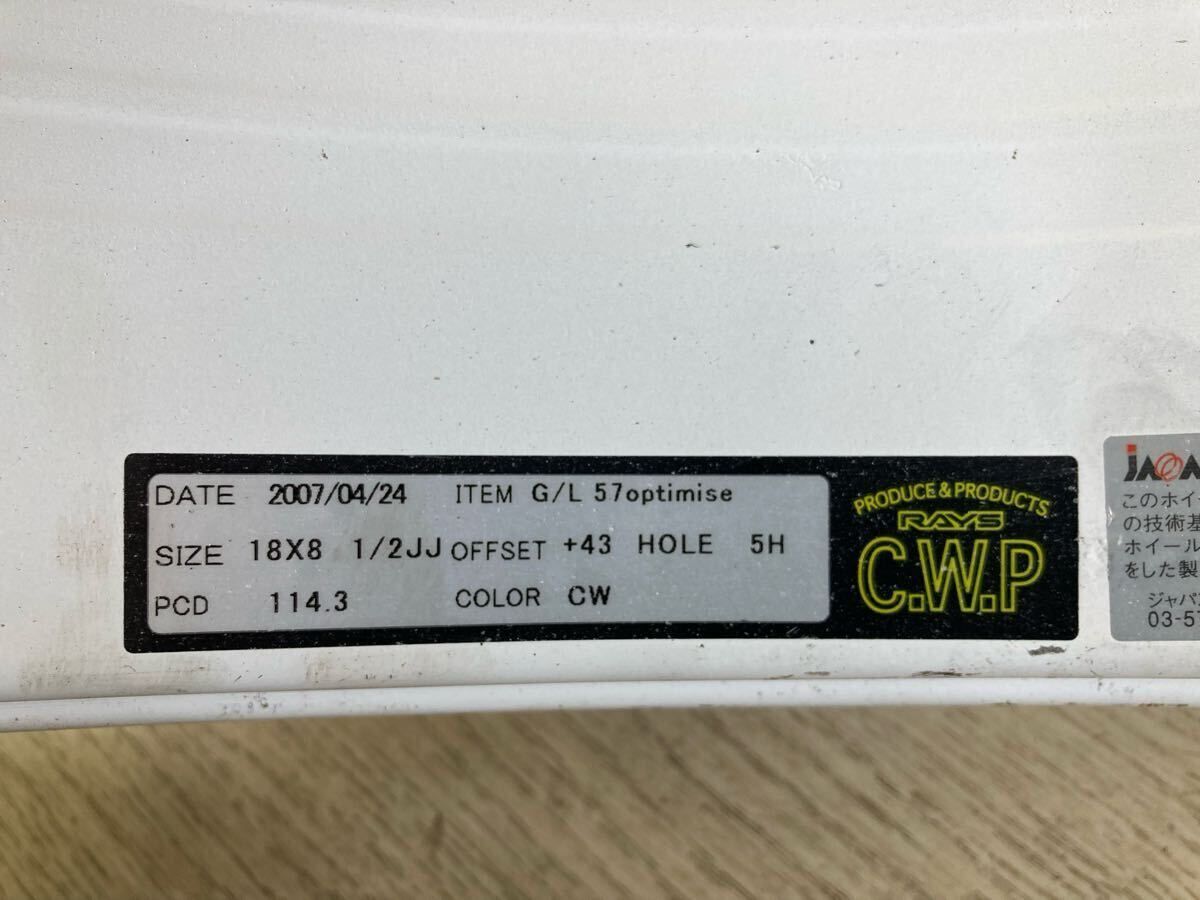 DATE 2007/04/24 ITEM G/L 57optimise
SIZE 18X8 1/2JJ OFFSET +43 HOLE 5H
PCD 114.3 COLOR CW
PRODUCE & PRODUCTS
RAYS
C.W.P
このホイ
の技術基
ホイール
をした製
ジャパ
03-5